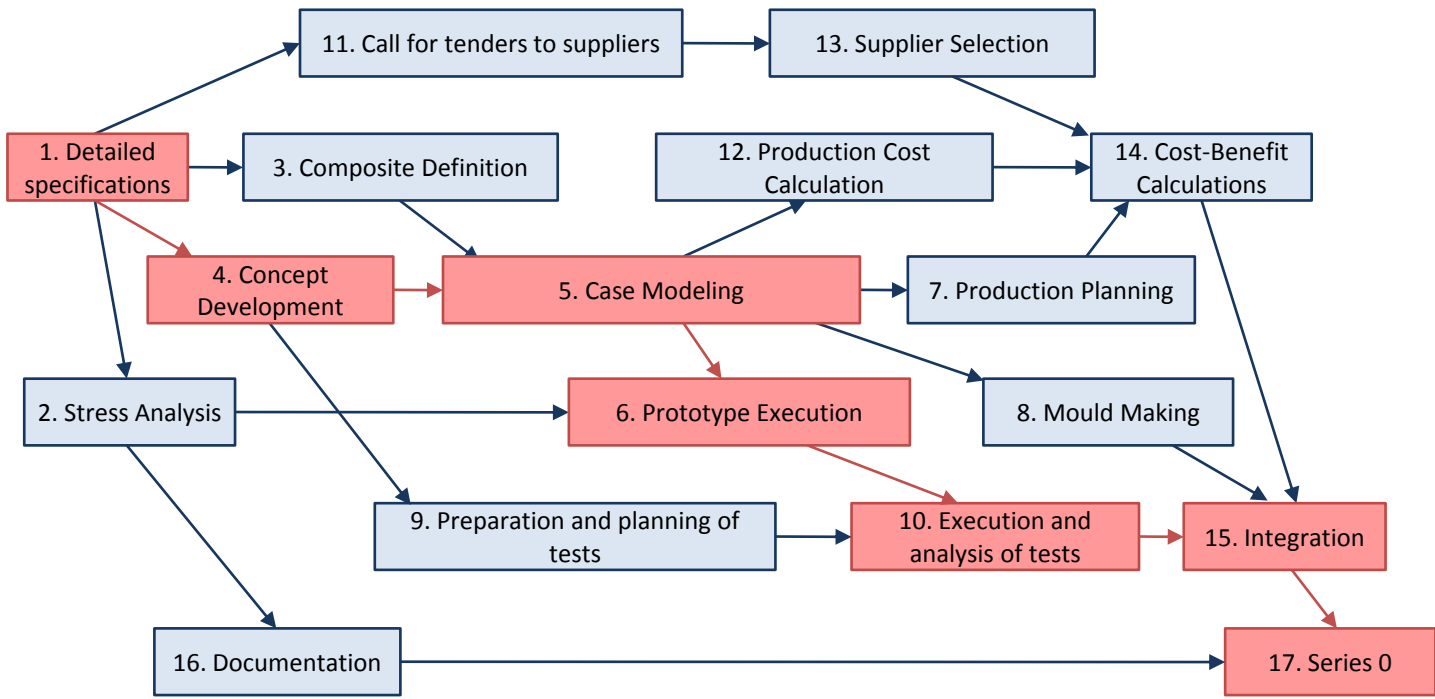 11. Call for tenders to suppliers
13. Supplier Selection
1. Detailed
specifications
3. Composite Definition
12. Production Cost
Calculation
14. Cost-Benefit
Calculations
4. Concept
Development
5. Case Modeling
7. Production Planning
2. Stress Analysis
6. Prototype Execution
8. Mould Making
9. Preparation and planning of
tests
10. Execution and
analysis of tests
15. Integration
16. Documentation
17. Series 0